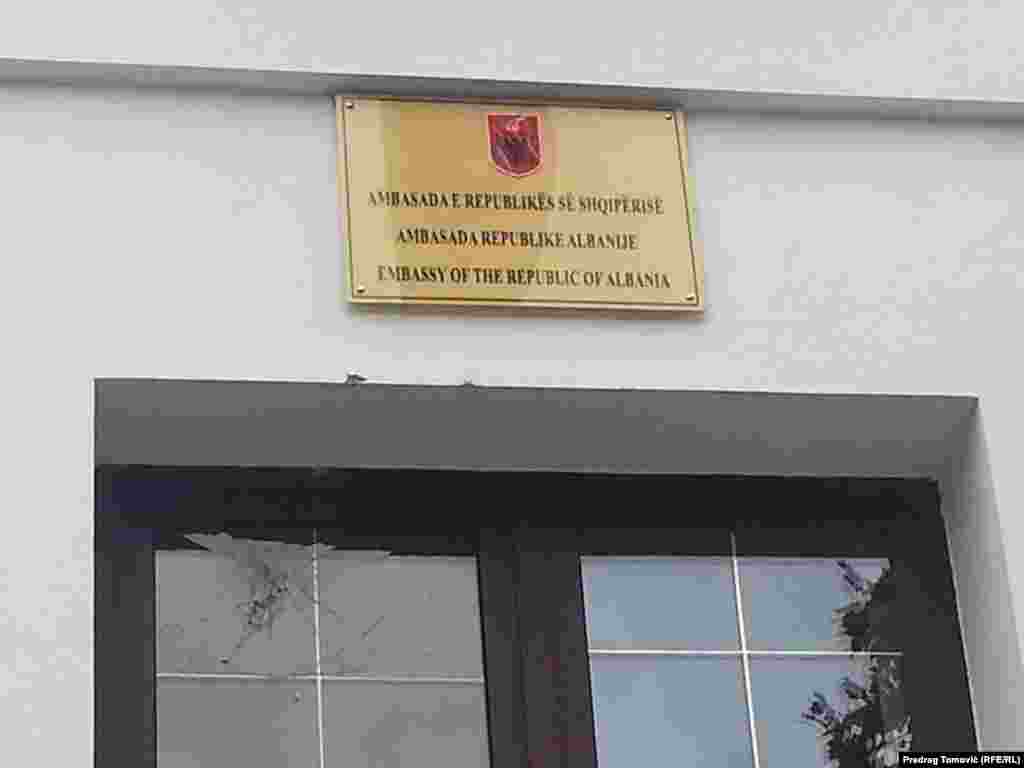 AMBASADA E REPUBLIKËS SË SHQIPËRISË
AMBASADA REPUBLIKE ALBANIJE
EMBASSY OF THE REPUBLIC OF ALBANIA
Predrag Tomović (RFE/RL)